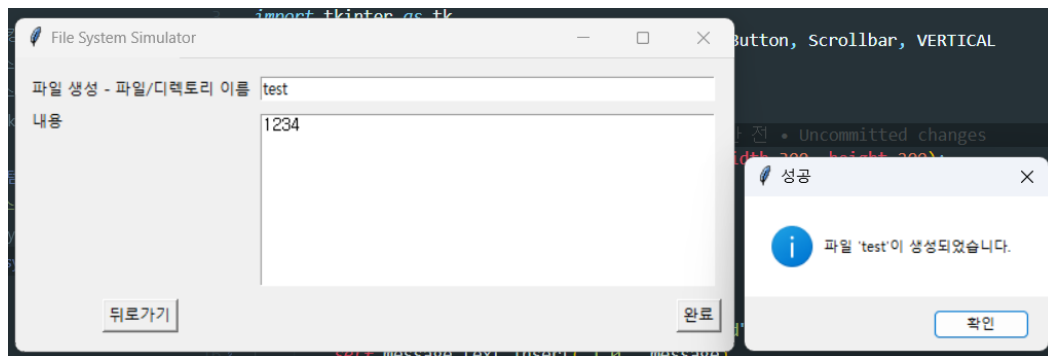 import tkinter as tk
File System Simulator
Button, Scrollbar, VERTICAL
파일 생성 - 파일/디렉토리 이름
test
내용
1234
전 • Uncommitted changes
성공
파일 'test'이 생성되었습니다.
뒤로가기
완료
확인